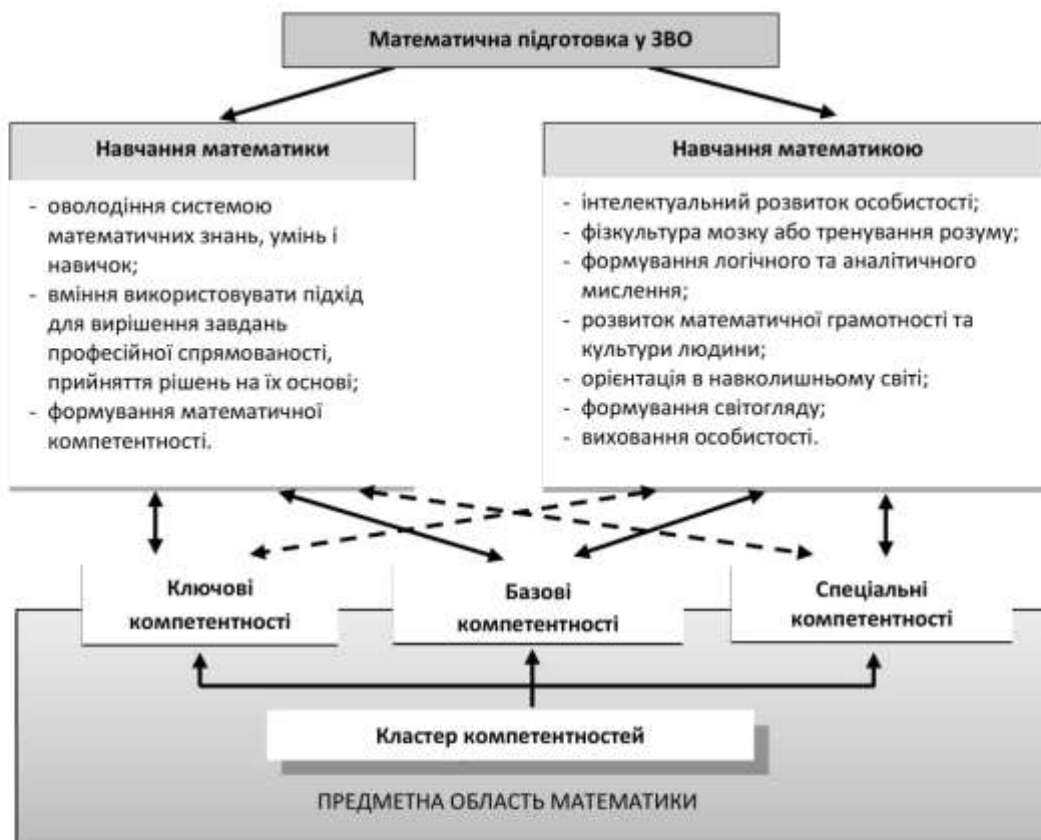 Математична підготовка у ЗВО
Навчання математики
- оволодіння системою
математичних знань, умінь і
навичок;
- вміння використовувати підхід
для вирішення завдань
професійної спрямованості,
прийняття рішень на їх основі;
- формування математичної
компетентності.
Навчання математикою
- інтелектуальний розвиток особистості;
- фізкультура мозку або тренування розуму;
- формування логічного та аналітичного
мислення;
- розвиток математичної грамотності та
культури людини;
- орієнтація в навколишньому світі;
- формування світогляду;
- виховання особистості.
Ключові
компетентності
Базові
компетентності
Спеціальні
компетентності
Кластер компетентностей
ПРЕДМЕТНА ОБЛАСТЬ МАТЕМАТИКИ